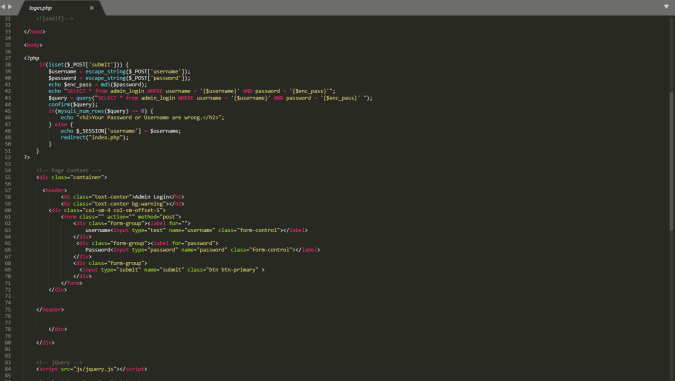 login.php
31 <![endif]-->
32
33 </head>
34
35 <body>
36
37 <?php
38 if(isset($_POST['submit'])) {
39 $username = escape_string($_POST['username']);
40 $password = escape_string($_POST['password']);
41 echo $enc_pass = md5($password);
42 echo "SELECT * from admin_login WHERE username = '{$username}' AND password = '{$enc_pass}'";
43 $query = query("SELECT * from admin_login WHERE username = '{$username}' AND password = '{$enc_pass}' ");
44 confirm($query);
45 if(mysqli_num_rows($query) == 0) {
46 echo "<h2>Your Password or Username are wrong.</h2>";
47 } else {
48 echo $_SESSION['username'] = $username;
49 redirect("index.php");
50 }
51 }
52 ?>
53
54 <!-- Page Content -->
55 <div class="container">
56
57 <header>
58 <h1 class="text-center">Admin Login</h1>
59 <h2 class="text-center bg-warning"></h2>
60 <div class="col-sm-4 col-sm-offset-5">
61 <form class="" action="" method="post">
62 <div class="form-group"><label for="">
63 username<input type="text" name="username" class="form-control"></label>
64 </div>
65 <div class="form-group"><label for="password">
66 Password<input type="password" name="password" class="form-control"></label>
67 </div>
68 <div class="form-group">
69 <input type="submit" name="submit" class="btn btn-primary" >
70 </div>
71 </form>
72 </div>
73
74
75 </header>
76
77
78 </div>
79
80 </div>
81
82
83 <!-- jQuery -->
84 <script src="js/jquery.js"></script>
85